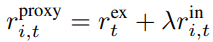 r_{i,t}^{proxy} = r_t^{ex} + λr_{i,t}^{in}